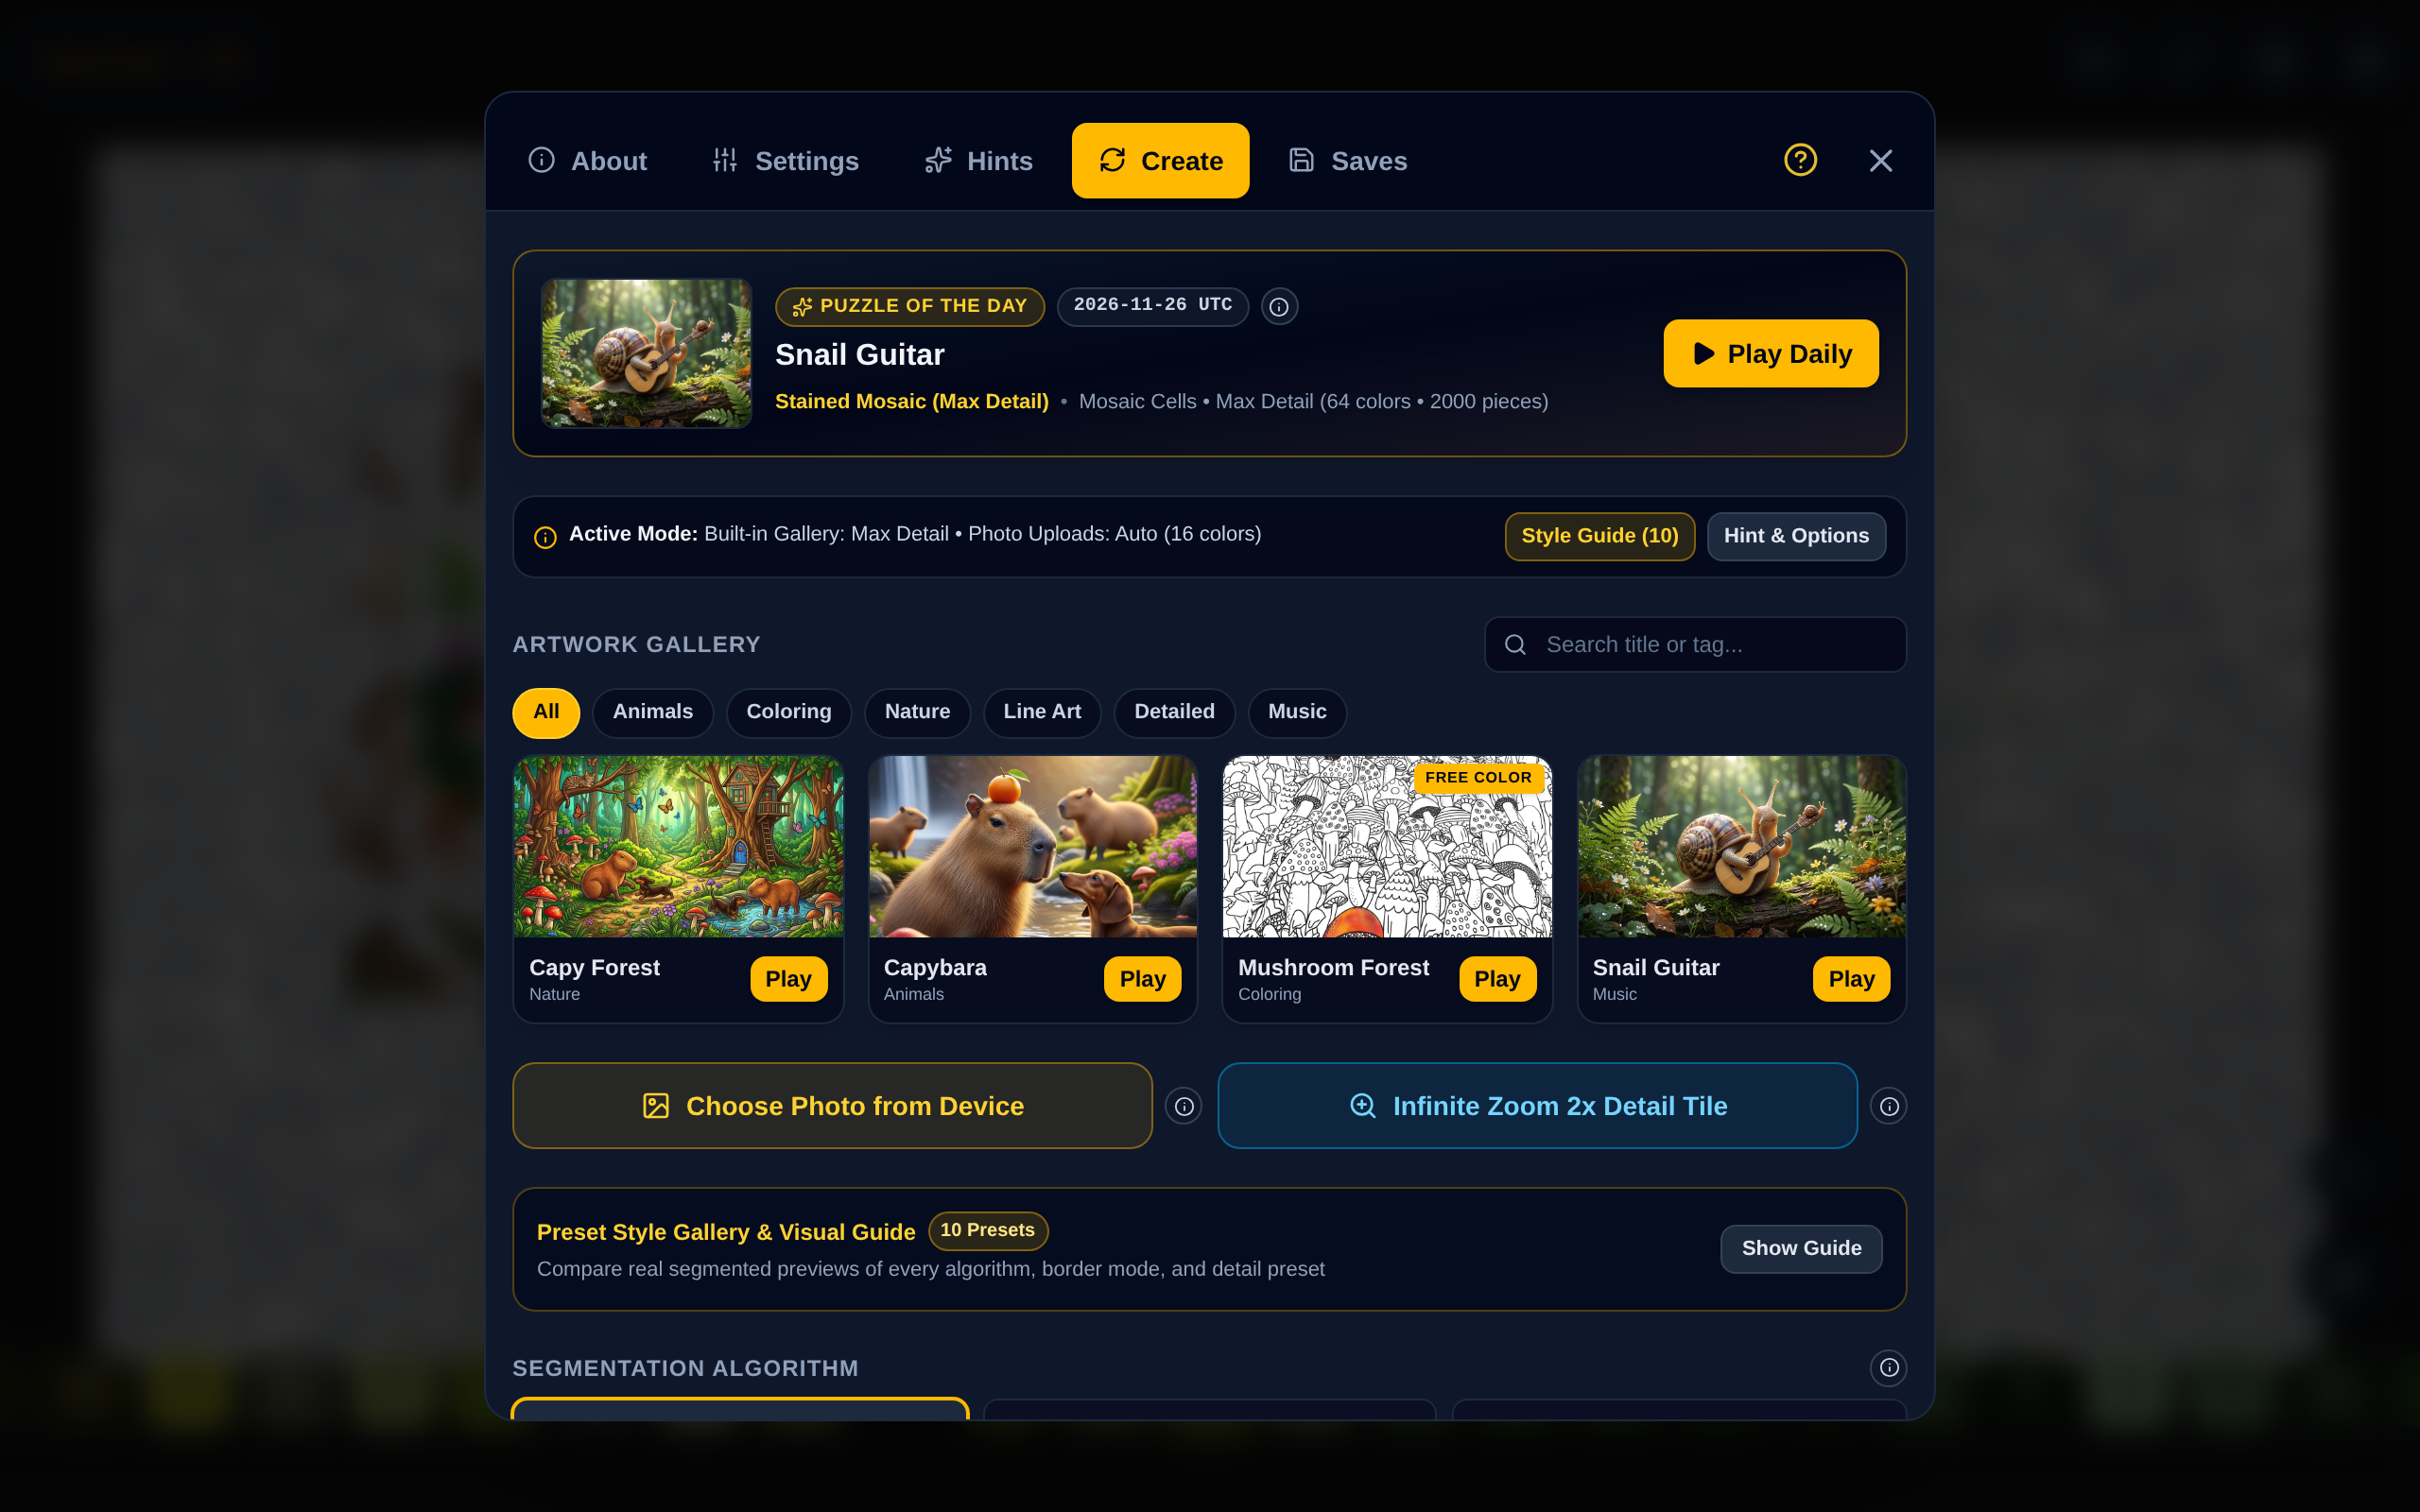 About
Settings
Hints
Create
Saves
PUZZLE OF THE DAY
2026-11-26 UTC
Snail Guitar
Stained Mosaic (Max Detail) • Mosaic Cells • Max Detail (64 colors • 2000 pieces)
Play Daily
Active Mode: Built-in Gallery: Max Detail • Photo Uploads: Auto (16 colors)
Style Guide (10)
Hint & Options
ARTWORK GALLERY
Search title or tag...
All
Animals
Coloring
Nature
Line Art
Detailed
Music
FREE COLOR
Capy Forest
Nature
Play
Capybara
Animals
Play
Mushroom Forest
Coloring
Play
Snail Guitar
Music
Play
Choose Photo from Device
Infinite Zoom 2x Detail Tile
Preset Style Gallery & Visual Guide
10 Presets
Compare real segmented previews of every algorithm, border mode, and detail preset
Show Guide
SEGMENTATION ALGORITHM